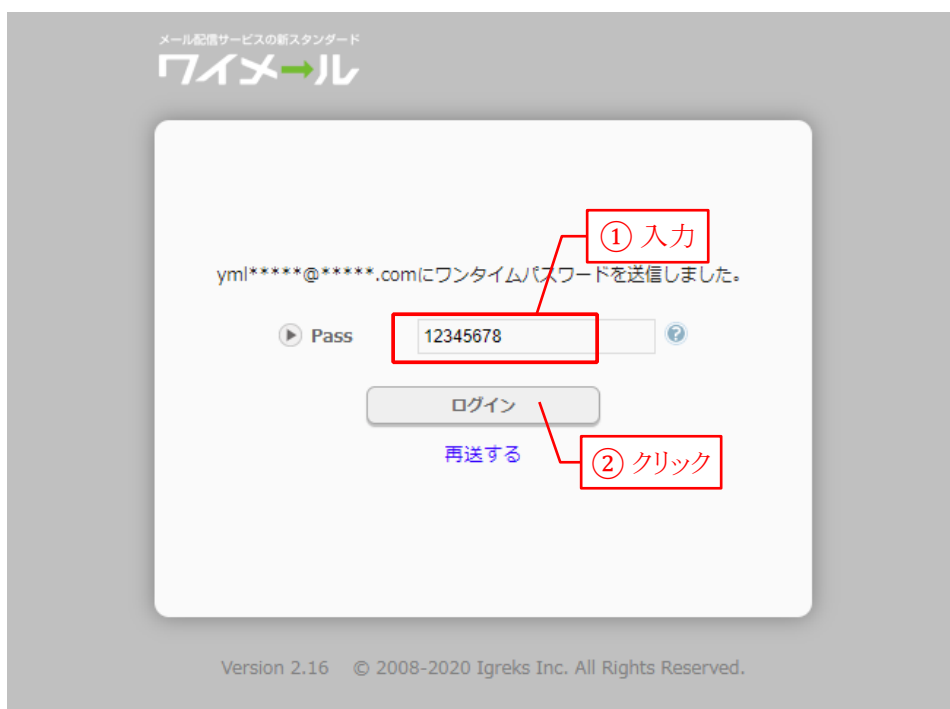 メール配信サービスの新スタンダード
ワイメール
① 入力
yml*****@*****.comにワンタイムパスワードを送信しました。
Pass
12345678
?
ログイン
再送する
② クリック
Version 2.16 © 2008-2020 Igreks Inc. All Rights Reserved.